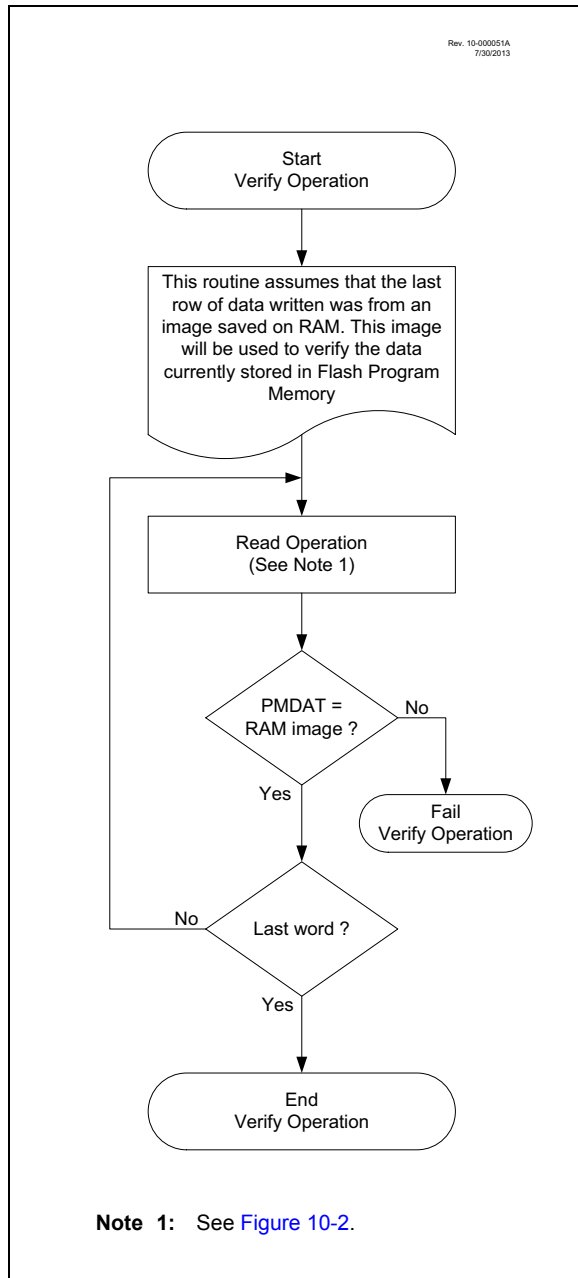 Rev. 10-000051A
7/30/2013
Start
Verify Operation
This routine assumes that the last
row of data written was from an
image saved on RAM. This image
will be used to verify the data
currently stored in Flash Program
Memory
Read Operation
(See Note 1)
PMDAT =
RAM image ?
No
Yes
Fail
Verify Operation
Last word ?
No
Yes
End
Verify Operation
Note 1: See Figure 10-2.